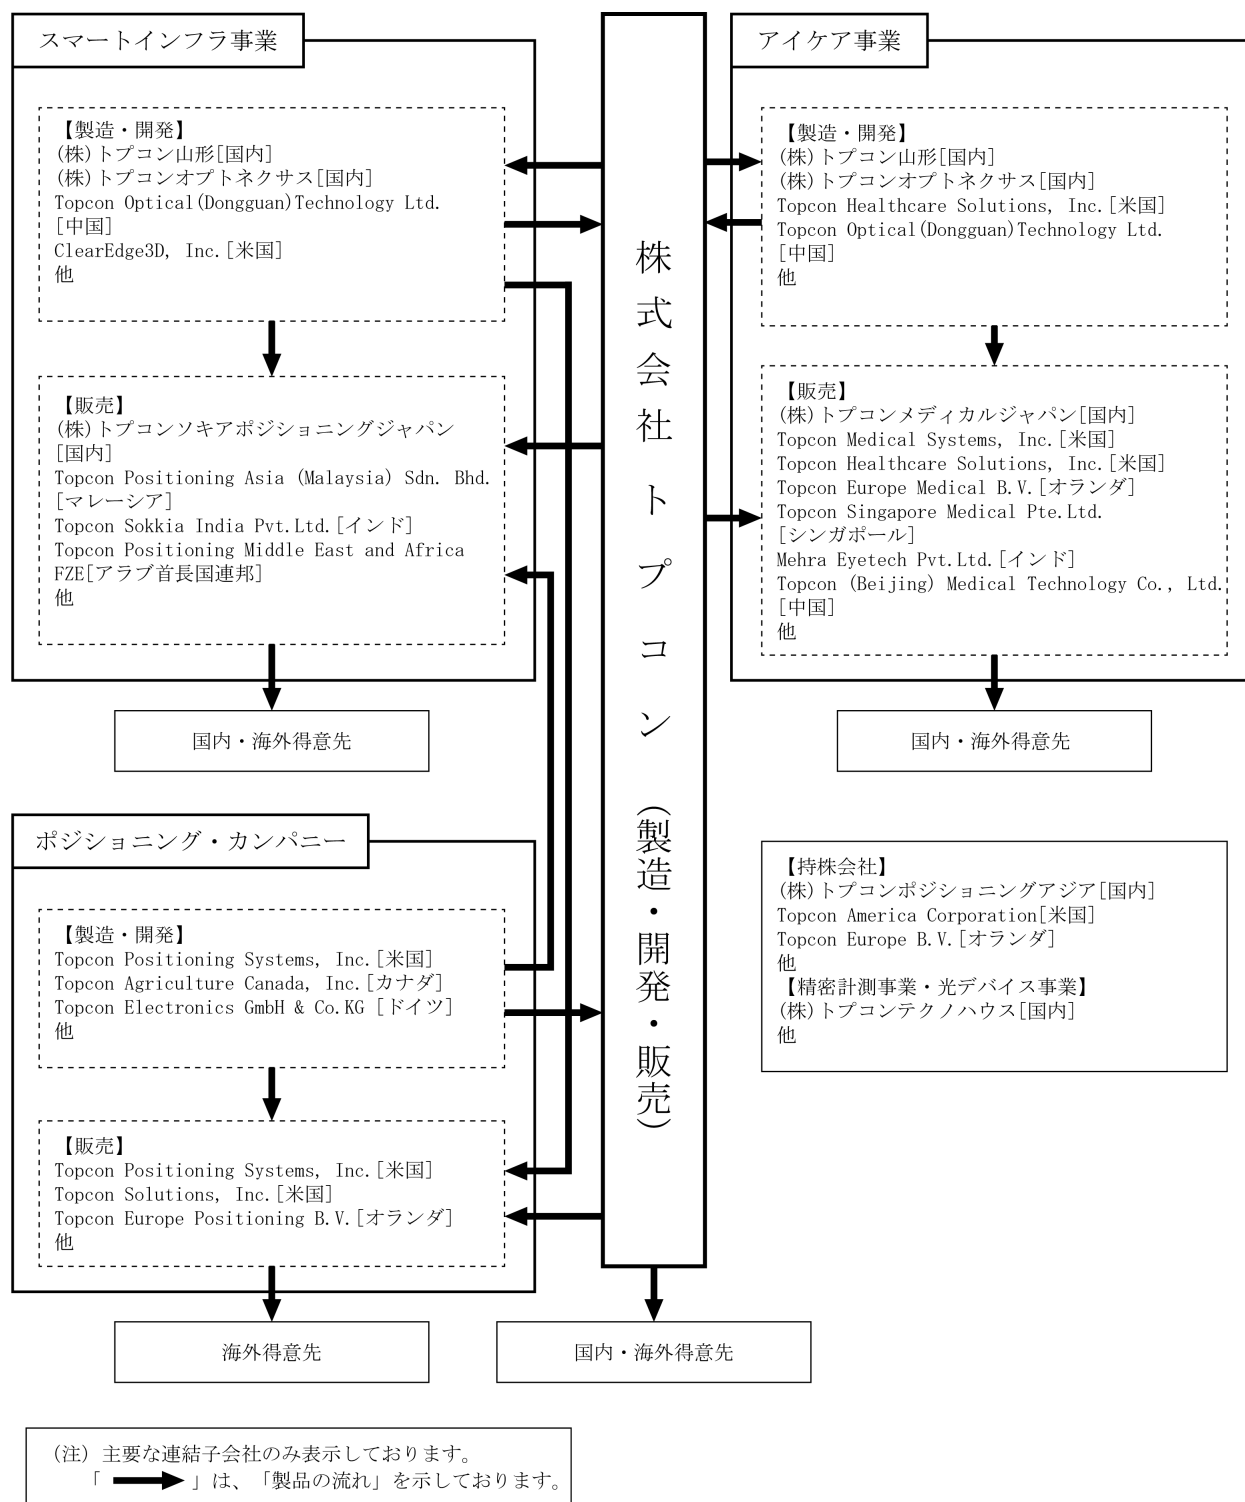 スマートインフラ事業
【製造・開発】
(株)トプコン山形[国内]
(株)トプコンオプトネクサス[国内]
Topcon Optical(Dongguan)Technology Ltd.
[中国]
ClearEdge3D, Inc.[米国]
他
【販売】
(株)トプコンソキアポジショニングジャパン
[国内]
Topcon Positioning Asia (Malaysia) Sdn. Bhd.
[マレーシア]
Topcon Sokkia India Pvt.Ltd.[インド]
Topcon Positioning Middle East and Africa
FZE[アラブ首長国連邦]
他
国内・海外得意先
ポジショニング・カンパニー
【製造・開発】
Topcon Positioning Systems, Inc.[米国]
Topcon Agriculture Canada, Inc.[カナダ]
Topcon Electronics GmbH & Co.KG [ドイツ]
他
【販売】
Topcon Positioning Systems, Inc.[米国]
Topcon Solutions, Inc.[米国]
Topcon Europe Positioning B.V.[オランダ]
他
海外得意先
株式会社トプコン（製造・開発・販売）
国内・海外得意先
アイケア事業
【製造・開発】
(株)トプコン山形[国内]
(株)トプコンオプトネクサス[国内]
Topcon Healthcare Solutions, Inc.[米国]
Topcon Optical(Dongguan)Technology Ltd.
[中国]
他
【販売】
(株)トプコンメディカルジャパン[国内]
Topcon Medical Systems, Inc.[米国]
Topcon Healthcare Solutions, Inc.[米国]
Topcon Europe Medical B.V.[オランダ]
Topcon Singapore Medical Pte.Ltd.
[シンガポール]
Mehra Eyetech Pvt.Ltd.[インド]
Topcon (Beijing) Medical Technology Co., Ltd.
[中国]
他
国内・海外得意先
【持株会社】
(株)トプコンポジショニングアジア[国内]
Topcon America Corporation[米国]
Topcon Europe B.V.[オランダ]
他
【精密計測事業・光デバイス事業】
(株)トプコンテクノハウス[国内]
他
（注）主要な連結子会社のみ表示しております。
「 ➡ 」は、「製品の流れ」を示しております。